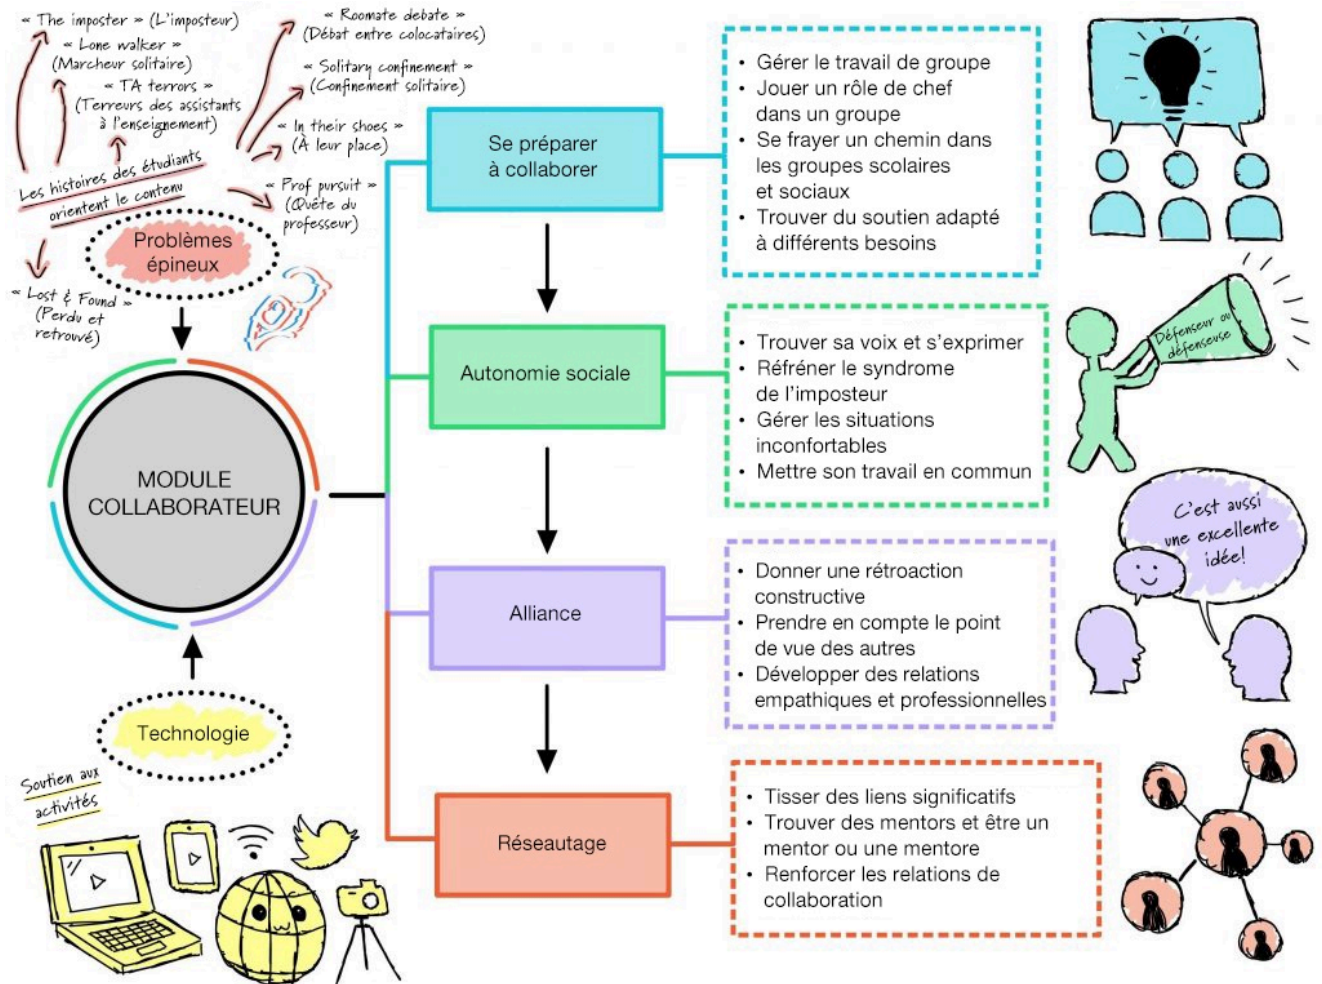 « The imposter » (L'imposteur)
« Lone walker »
(Marcheur solitaire)
« TA terrors »
(Terreurs des assistants
à l'enseignement)
« Roomate debate »
(Débat entre colocataires)
« Solitary confinement »
(Confinement solitaire)
« In their shoes »
(À leur place)
« Prof pursuit »
(Quête du
professeur)
Les histoires des étudiants
orientent le contenu
« Lost & Found »
(Perdu et
retrouvé)
Problèmes
épineux
MODULE
COLLABORATEUR
Technologie
Soutien aux
activités
Se préparer
à collaborer
• Gérer le travail de groupe
• Jouer un rôle de chef
dans un groupe
• Se frayer un chemin dans
les groupes scolaires
et sociaux
• Trouver du soutien adapté
à différents besoins
Autonomie sociale
• Trouver sa voix et s'exprimer
• Réfréner le syndrome
de l'imposteur
• Gérer les situations
inconfortables
• Mettre son travail en commun
Défenseur ou
défenseuse
Alliance
• Donner une rétroaction
constructive
• Prendre en compte le point
de vue des autres
• Développer des relations
empathiques et professionnelles
C'est aussi
une excellente
idée!
Réseautage
• Tisser des liens significatifs
• Trouver des mentors et être un
mentor ou une mentore
• Renforcer les relations de
collaboration